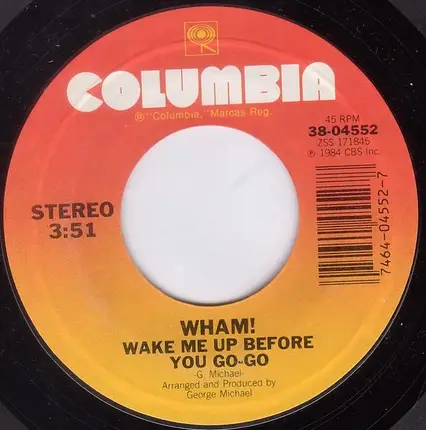 COLUMBIA
® "Columbia," Marcas Reg.
45 RPM
38-04552
ZSS 171845
℗ 1984 CBS Inc.
STEREO
3:51
7464-04552-7
WHAM!
WAKE ME UP BEFORE
YOU GO-GO
-G. Michael-
Arranged and Produced by
George Michael